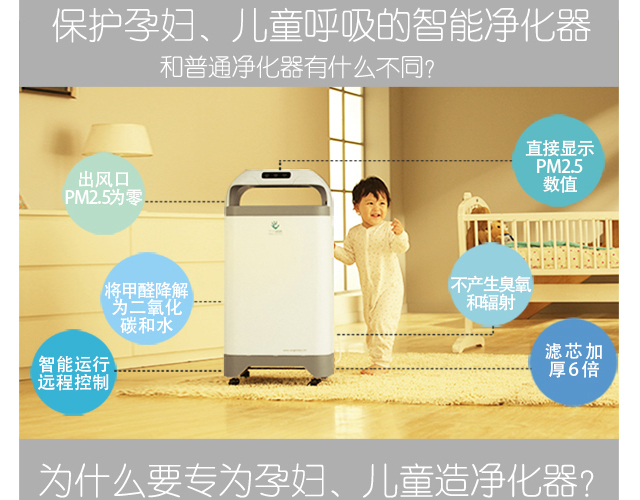 保护孕妇、儿童呼吸的智能净化器
和普通净化器有什么不同？
出风口
PM2.5为零
直接显示
PM2.5
数值
将甲醛降解
为二氧化
碳和水
不产生臭氧
和辐射
智能运行
远程控制
滤芯加
厚6倍
为什么要专为孕妇、儿童造净化器？